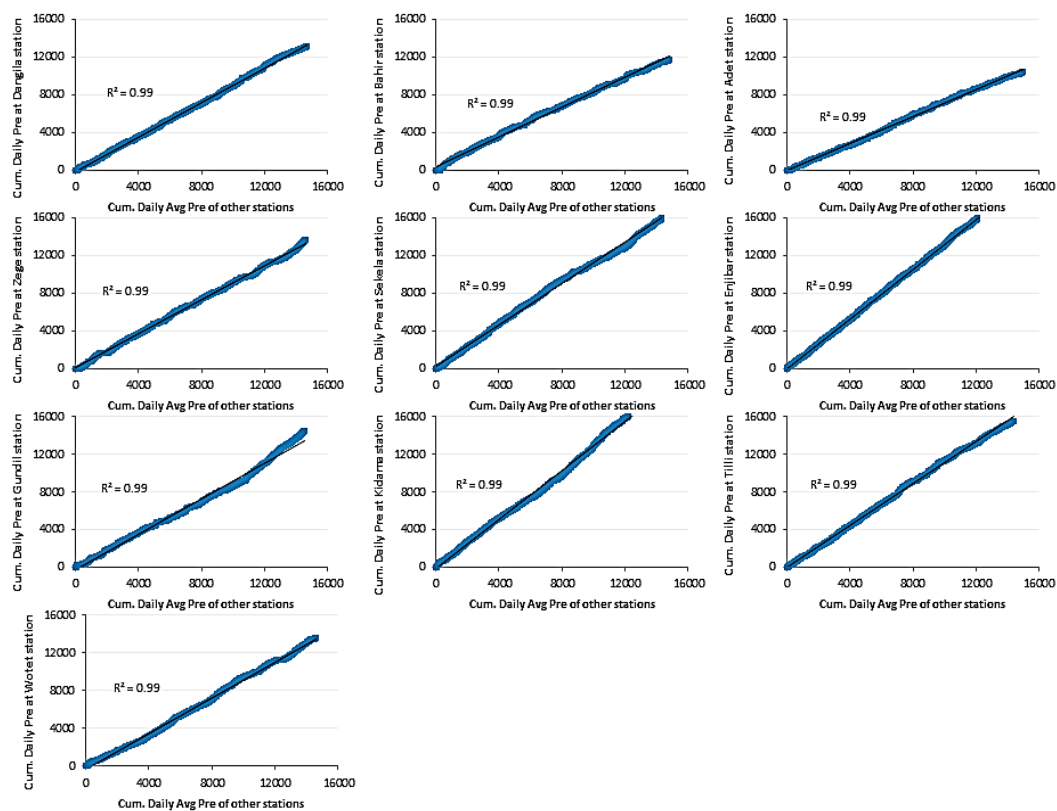 Cum. Daily Pre at Dangila station
16000
12000
8000
4000
0
R² = 0.99
0 4000 8000 12000 16000
Cum. Daily Avg Pre of other stations
Cum. Daily Pre at Bahir station
16000
12000
8000
4000
0
R² = 0.99
0 4000 8000 12000 16000
Cum. Daily Avg Pre of other stations
Cum. Daily Pre at Adet station
16000
12000
8000
4000
0
R² = 0.99
0 4000 8000 12000 16000
Cum. Daily Avg Pre of other stations
Cum. Daily Pre at Zege station
16000
12000
8000
4000
0
R² = 0.99
0 4000 8000 12000 16000
Cum. Daily Avg Pre of other stations
Cum. Daily Pre at Sekela station
16000
12000
8000
4000
0
R² = 0.99
0 4000 8000 12000 16000
Cum. Daily Avg Pre of other stations
Cum. Daily Pre at Enjibar station
16000
12000
8000
4000
0
R² = 0.99
0 4000 8000 12000 16000
Cum. Daily Avg Pre of other stations
Cum. Daily Pre at Gundil station
16000
12000
8000
4000
0
R² = 0.99
0 4000 8000 12000 16000
Cum. Daily Avg Pre of other stations
Cum. Daily Pre at Kidama station
16000
12000
8000
4000
0
R² = 0.99
0 4000 8000 12000 16000
Cum. Daily Avg Pre of other stations
Cum. Daily Pre at Tilli station
16000
12000
8000
4000
0
R² = 0.99
0 4000 8000 12000 16000
Cum. Daily Avg Pre of other stations
Cum. Daily Pre at Wotet station
16000
12000
8000
4000
0
R² = 0.99
0 4000 8000 12000 16000
Cum. Daily Avg Pre of other stations